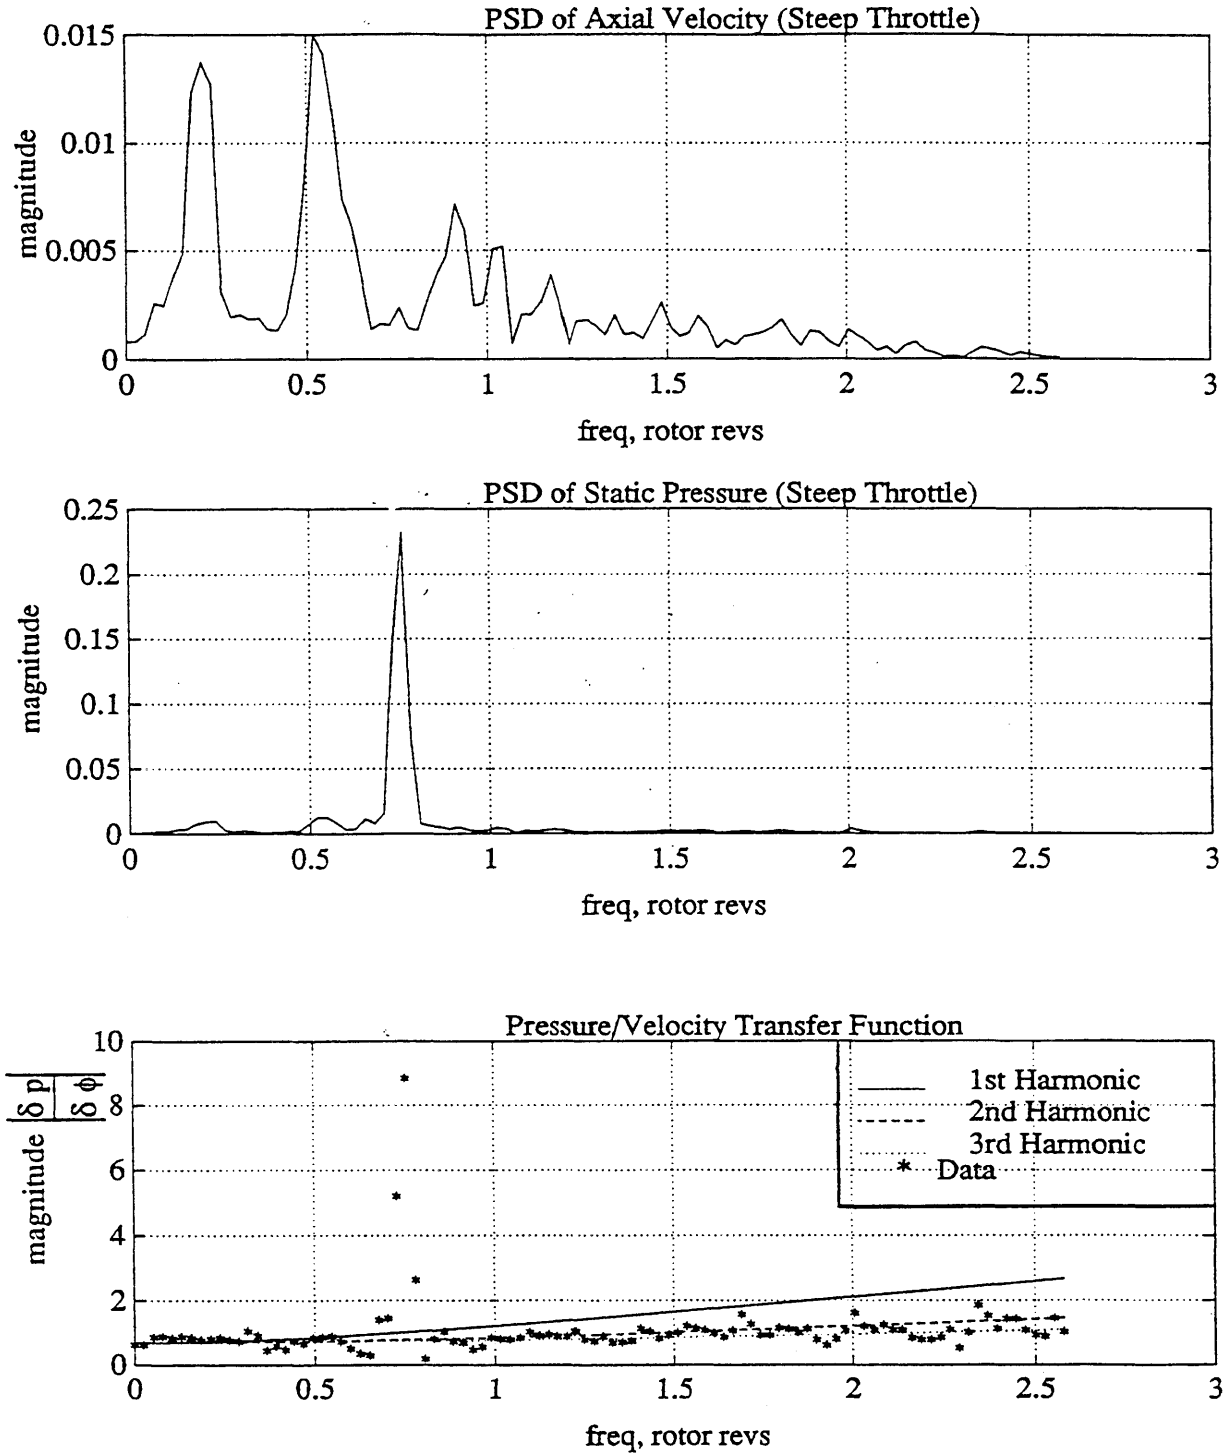 PSD of Axial Velocity (Steep Throttle)
0.015
0.01
0.005
0
magnitude
0 0.5 1 1.5 2 2.5 3
freq, rotor revs
PSD of Static Pressure (Steep Throttle)
0.25
0.2
0.15
0.1
0.05
0
magnitude
0 0.5 1 1.5 2 2.5 3
freq, rotor revs
Pressure/Velocity Transfer Function
10
8
6
4
2
0
magnitude |δp/δϕ|
1st Harmonic
2nd Harmonic
3rd Harmonic
* Data
0 0.5 1 1.5 2 2.5 3
freq, rotor revs